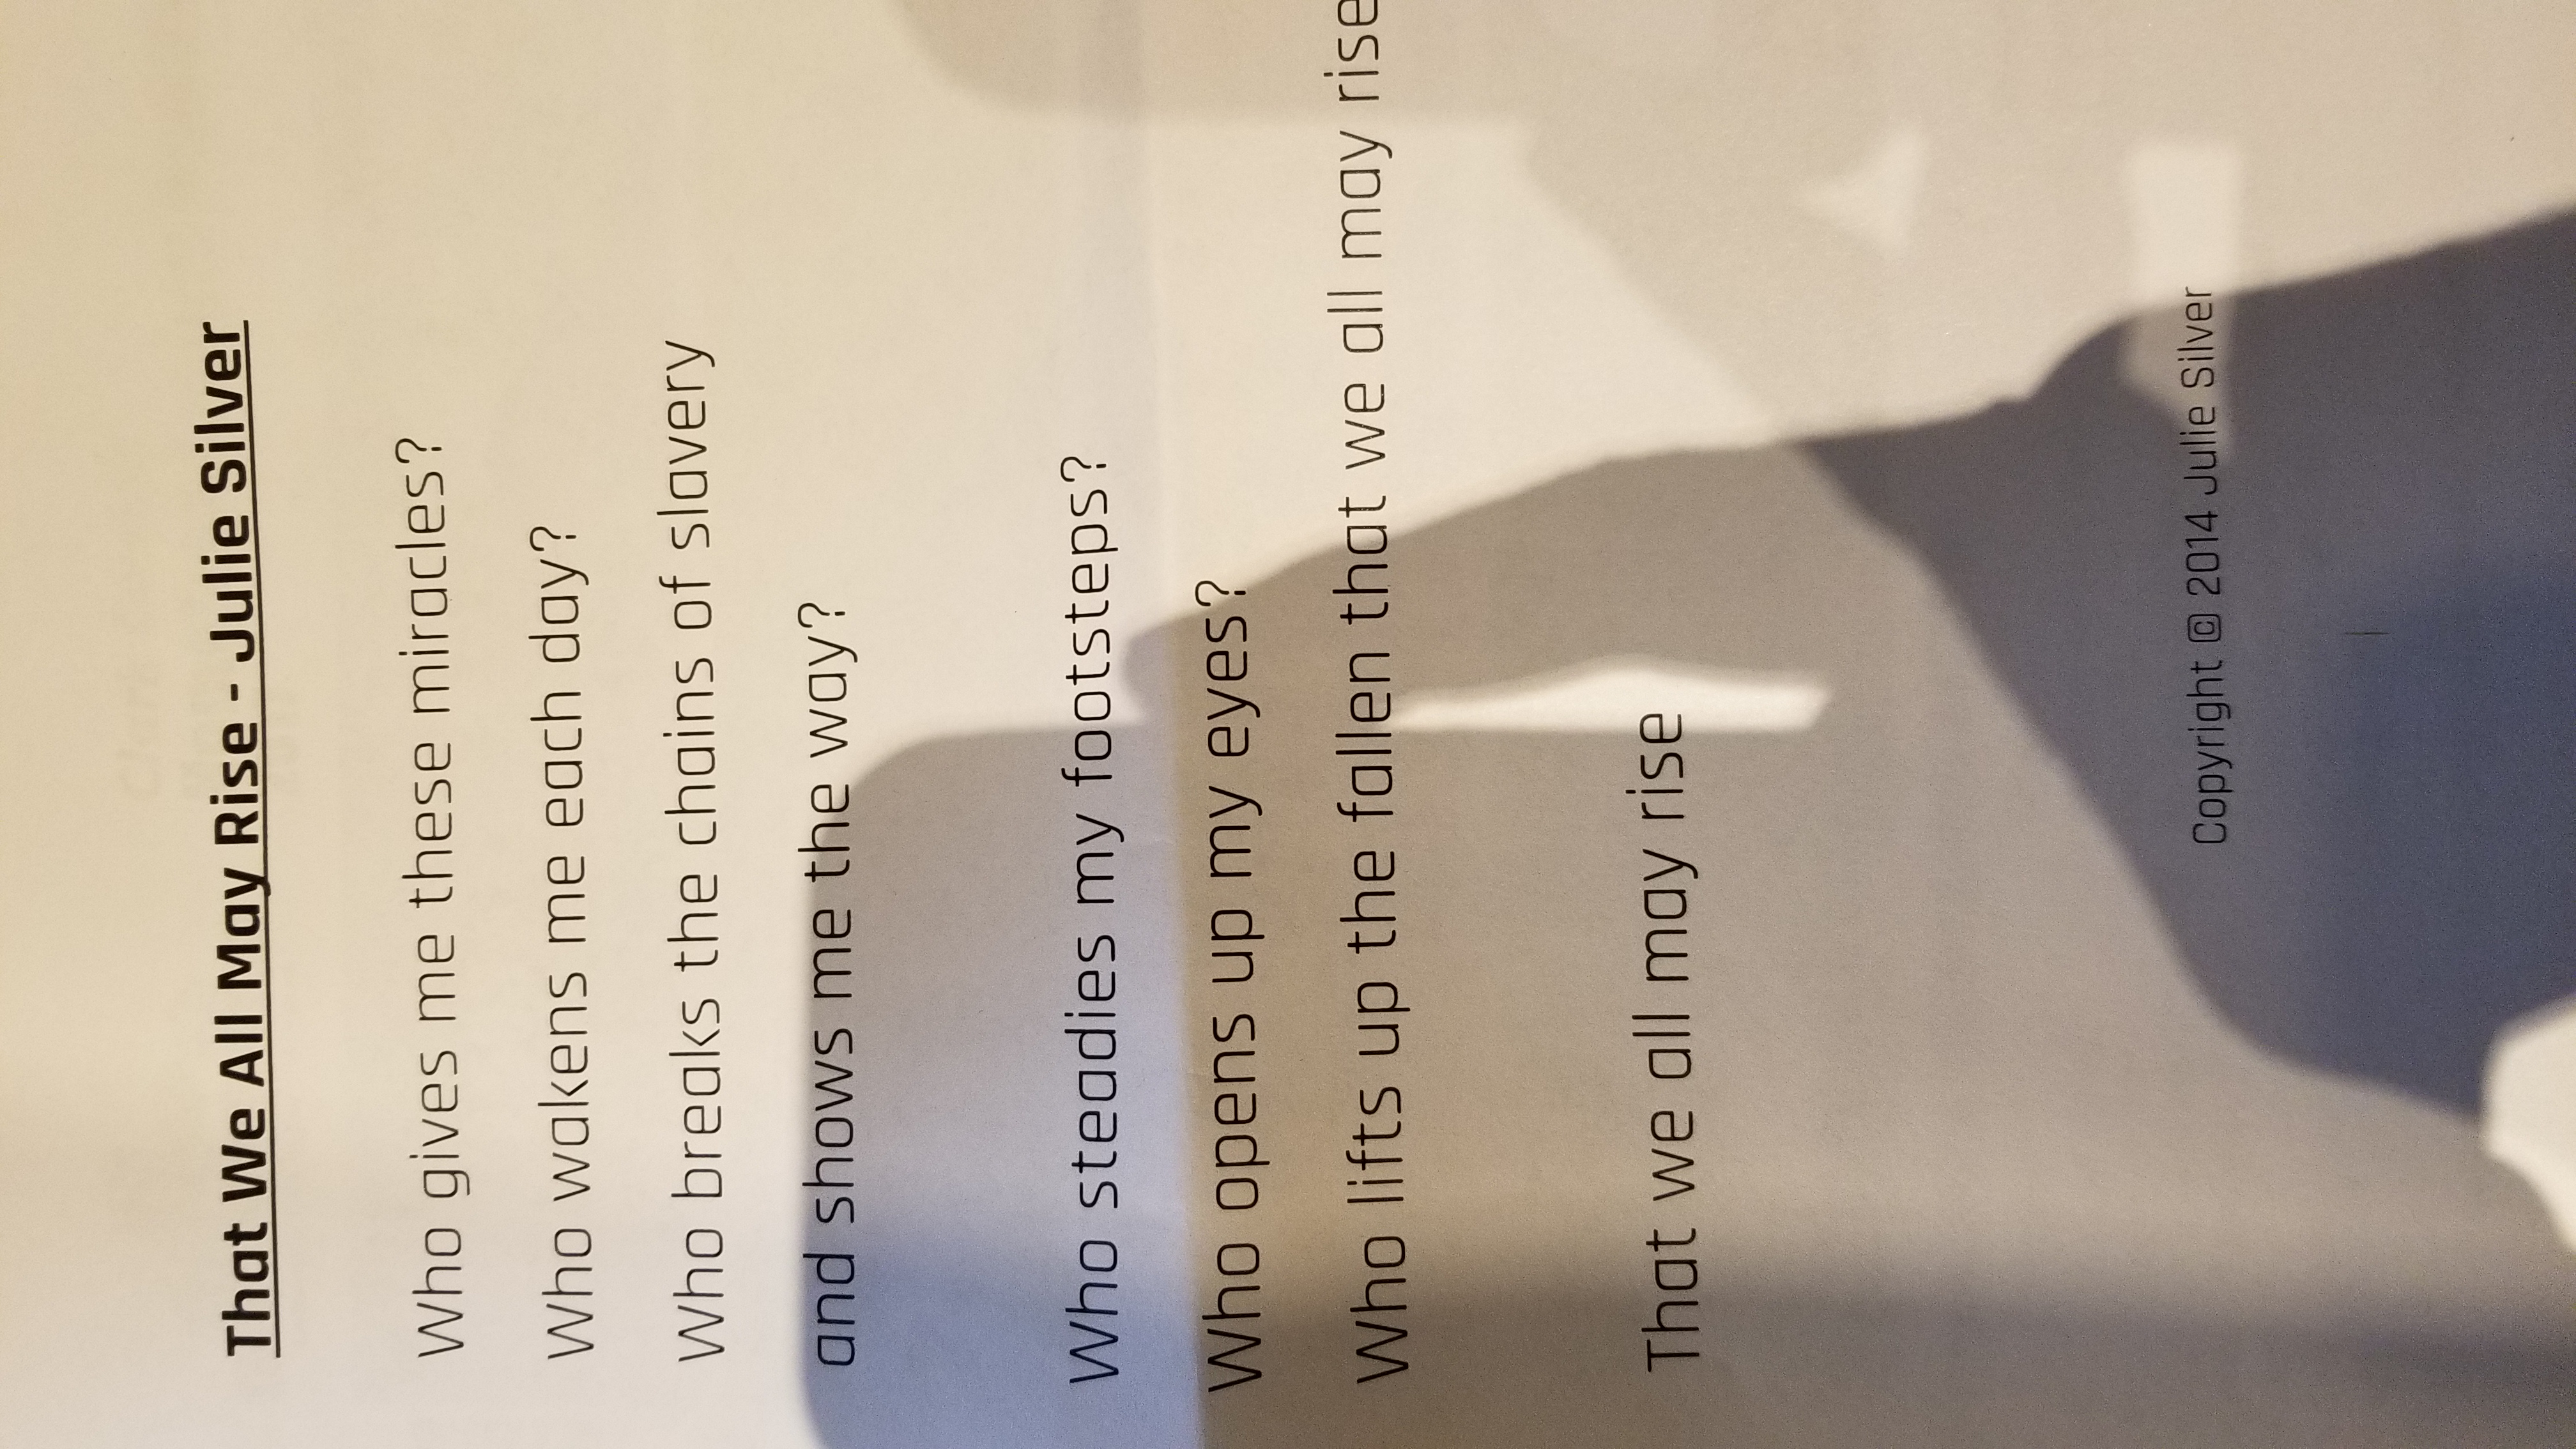 That We All May Rise - Julie Silver
Who gives me these miracles?
Who wakens me each day?
Who breaks the chains of slavery
and shows me the way?
Who steadies my footsteps?
Who opens up my eyes?
Who lifts up the fallen that we all may rise
That we all may rise
Copyright © 2014 Julie Silver